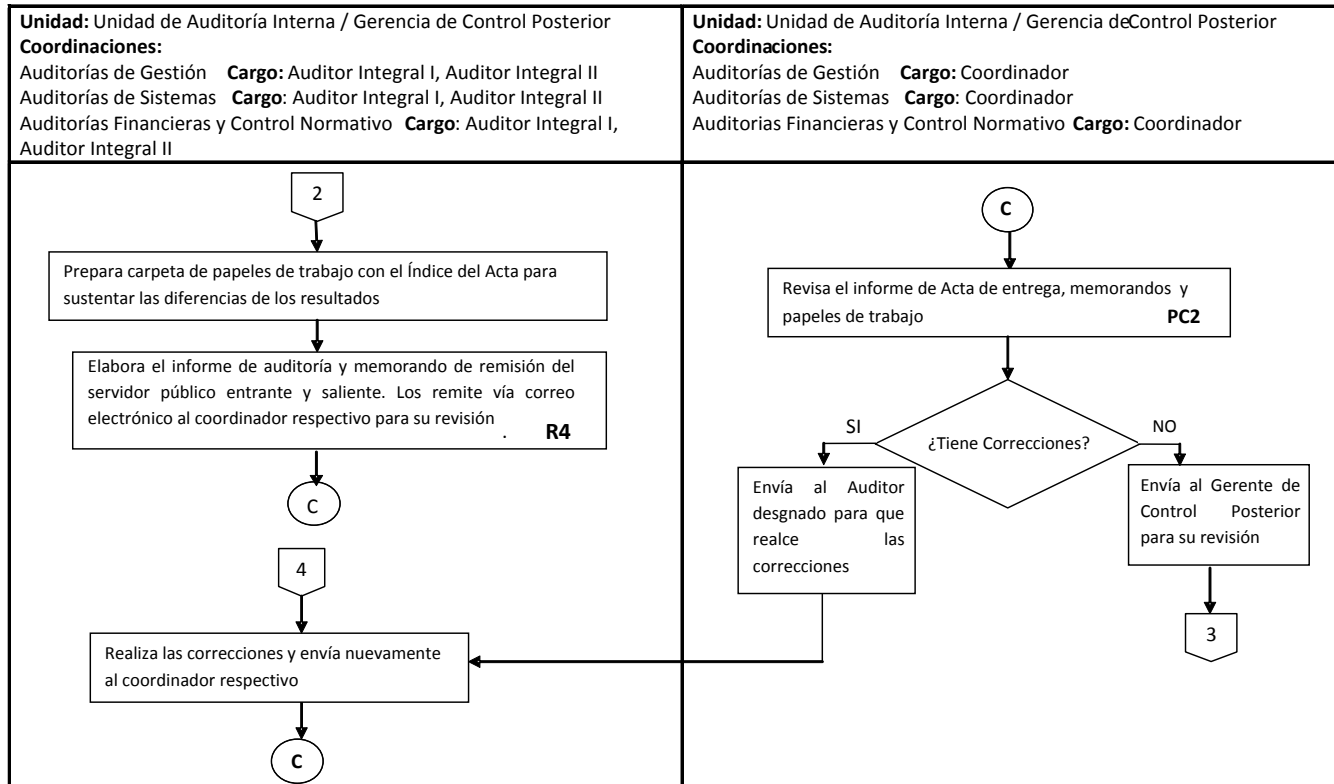 Unidad: Unidad de Auditoría Interna / Gerencia de Control Posterior
Coordinaciones:
Auditorías de Gestión Cargo: Auditor Integral I, Auditor Integral II
Auditorías de Sistemas Cargo: Auditor Integral I, Auditor Integral II
Auditorías Financieras y Control Normativo Cargo: Auditor Integral I,
Auditor Integral II
Unidad: Unidad de Auditoría Interna / Gerencia deControl Posterior
Coordinaciones:
Auditorías de Gestión Cargo: Coordinador
Auditorías de Sistemas Cargo: Coordinador
Auditorias Financieras y Control Normativo Cargo: Coordinador
2
Prepara carpeta de papeles de trabajo con el Índice del Acta para
sustentar las diferencias de los resultados
Elabora el informe de auditoría y memorando de remisión del
servidor público entrante y saliente. Los remite vía correo
electrónico al coordinador respectivo para su revisión
. R4
C
4
Realiza las correcciones y envía nuevamente
al coordinador respectivo
C
C
Revisa el informe de Acta de entrega, memorandos y
papeles de trabajo PC2
¿Tiene Correcciones?
SI
NO
Envía al Auditor
desgnado para que
realce las
correcciones
Envía al Gerente de
Control Posterior
para su revisión
3